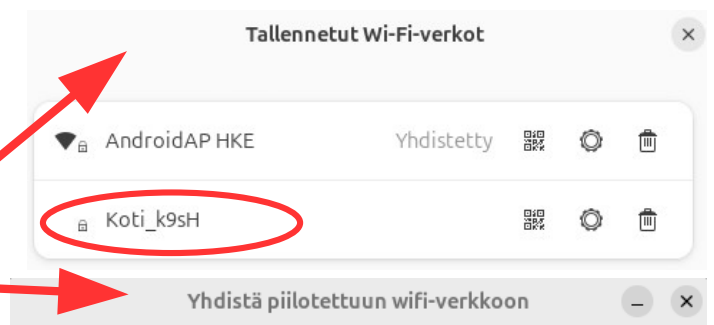 Tallennetut Wi-Fi-verkot
AndroidAP HKE Yhdistetty
Koti_k9sH
Yhdistä piilotettuun wifi-verkkoon